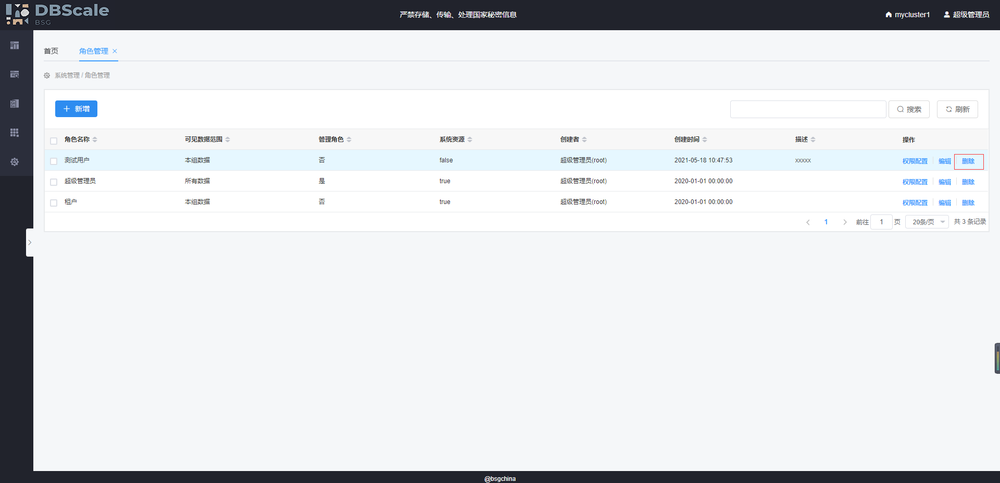 DBScale
BSG
严禁存储、传输、处理国家秘密信息
mycluster1
超级管理员
首页
角色管理
系统管理 / 角色管理
新增
搜索
刷新
角色名称 可见数据范围 管理角色 系统资源 创建者 创建时间 描述 操作
测试用户 本组数据 否 false 超级管理员(root) 2021-05-18 10:47:53 xxxxx 权限配置 编辑 删除
超级管理员 所有数据 是 true 超级管理员(root) 2020-01-01 00:00:00 权限配置 编辑 删除
租户 本组数据 否 true 超级管理员(root) 2020-01-01 00:00:00 权限配置 编辑 删除
1 前往 1 页 20条/页 共 3 条记录
@bsgchina